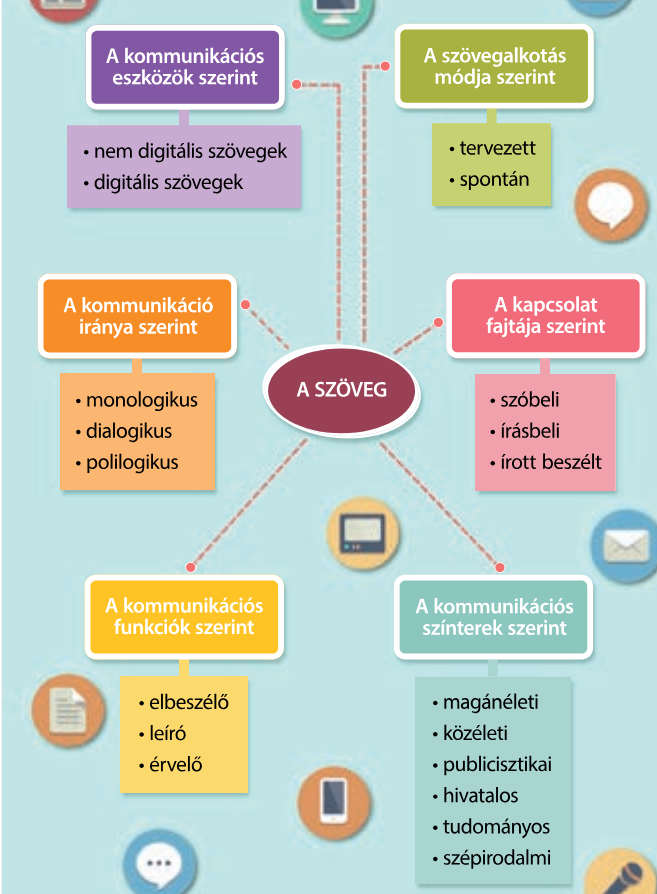 A kommunikációs
eszközök szerint
• nem digitális szövegek
• digitális szövegek
A szövegalkotás
módja szerint
• tervezett
• spontán
A kommunikáció
iránya szerint
• monologikus
• dialogikus
• polilogikus
A SZÖVEG
A kapcsolat
fajtája szerint
• szóbeli
• írásbeli
• írott beszélt
A kommunikációs
funkciók szerint
• elbeszélő
• leíró
• érvelő
A kommunikációs
színterek szerint
• magánéleti
• közéleti
• publicisztikai
• hivatalos
• tudományos
• szépirodalmi